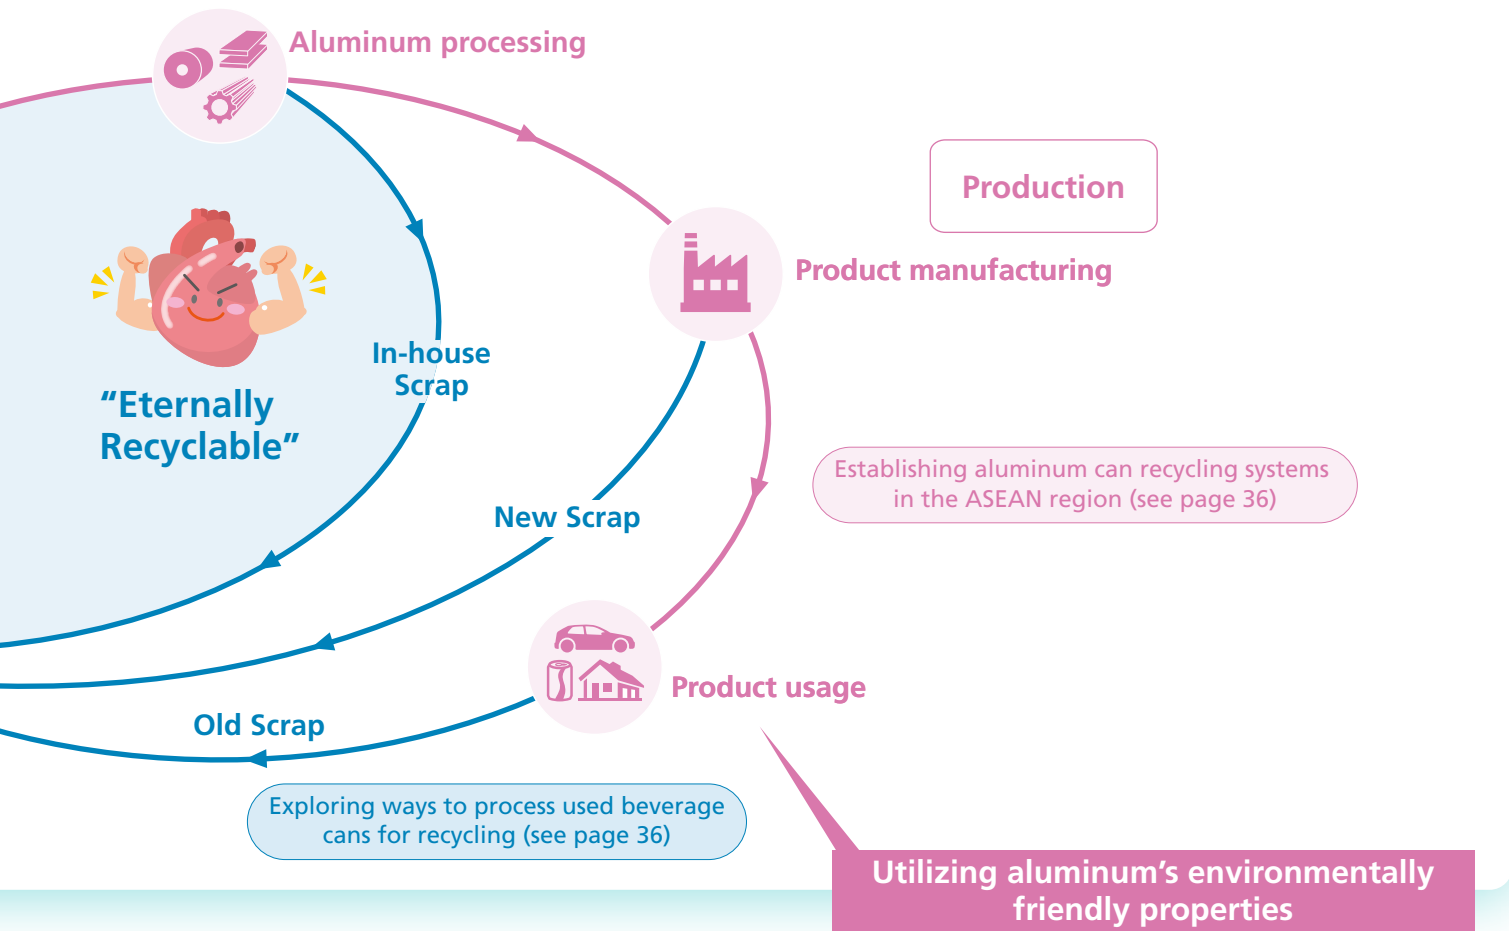 Aluminum processing
Production
Product manufacturing
In-house
Scrap
“Eternally
Recyclable”
Establishing aluminum can recycling systems
in the ASEAN region (see page 36)
New Scrap
Product usage
Old Scrap
Exploring ways to process used beverage
cans for recycling (see page 36)
Utilizing aluminum’s environmentally
friendly properties